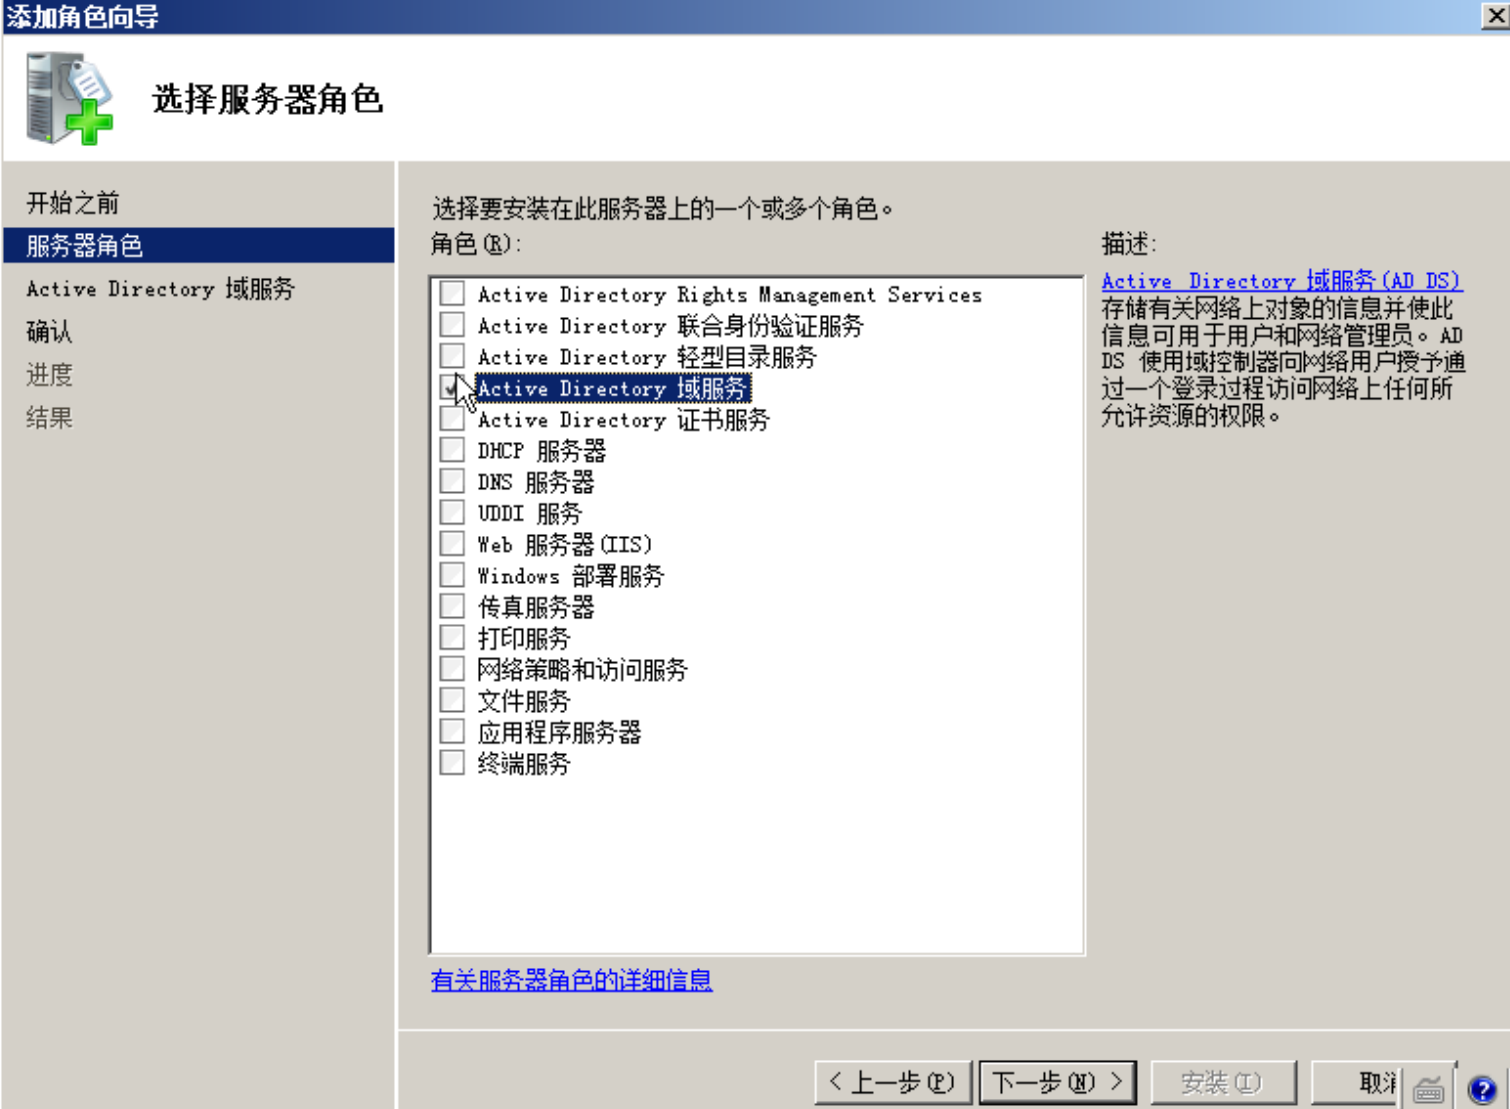 添加角色向导
选择服务器角色
开始之前
服务器角色
Active Directory 域服务
确认
进度
结果
选择要安装在此服务器上的一个或多个角色。
角色(R):
Active Directory Rights Management Services
Active Directory 联合身份验证服务
Active Directory 轻型目录服务
Active Directory 域服务
Active Directory 证书服务
DHCP 服务器
DNS 服务器
UDDI 服务
Web 服务器(IIS)
Windows 部署服务
传真服务器
打印服务
网络策略和访问服务
文件服务
应用程序服务器
终端服务
有关服务器角色的详细信息
描述:
Active Directory 域服务(AD DS)
存储有关网络上对象的信息并使此
信息可用于用户和网络管理员。AD
DS 使用域控制器向网络用户授予通
过一个登录过程访问网络上任何所
允许资源的权限。
< 上一步(P)
下一步(N) >
安装(I)
取消